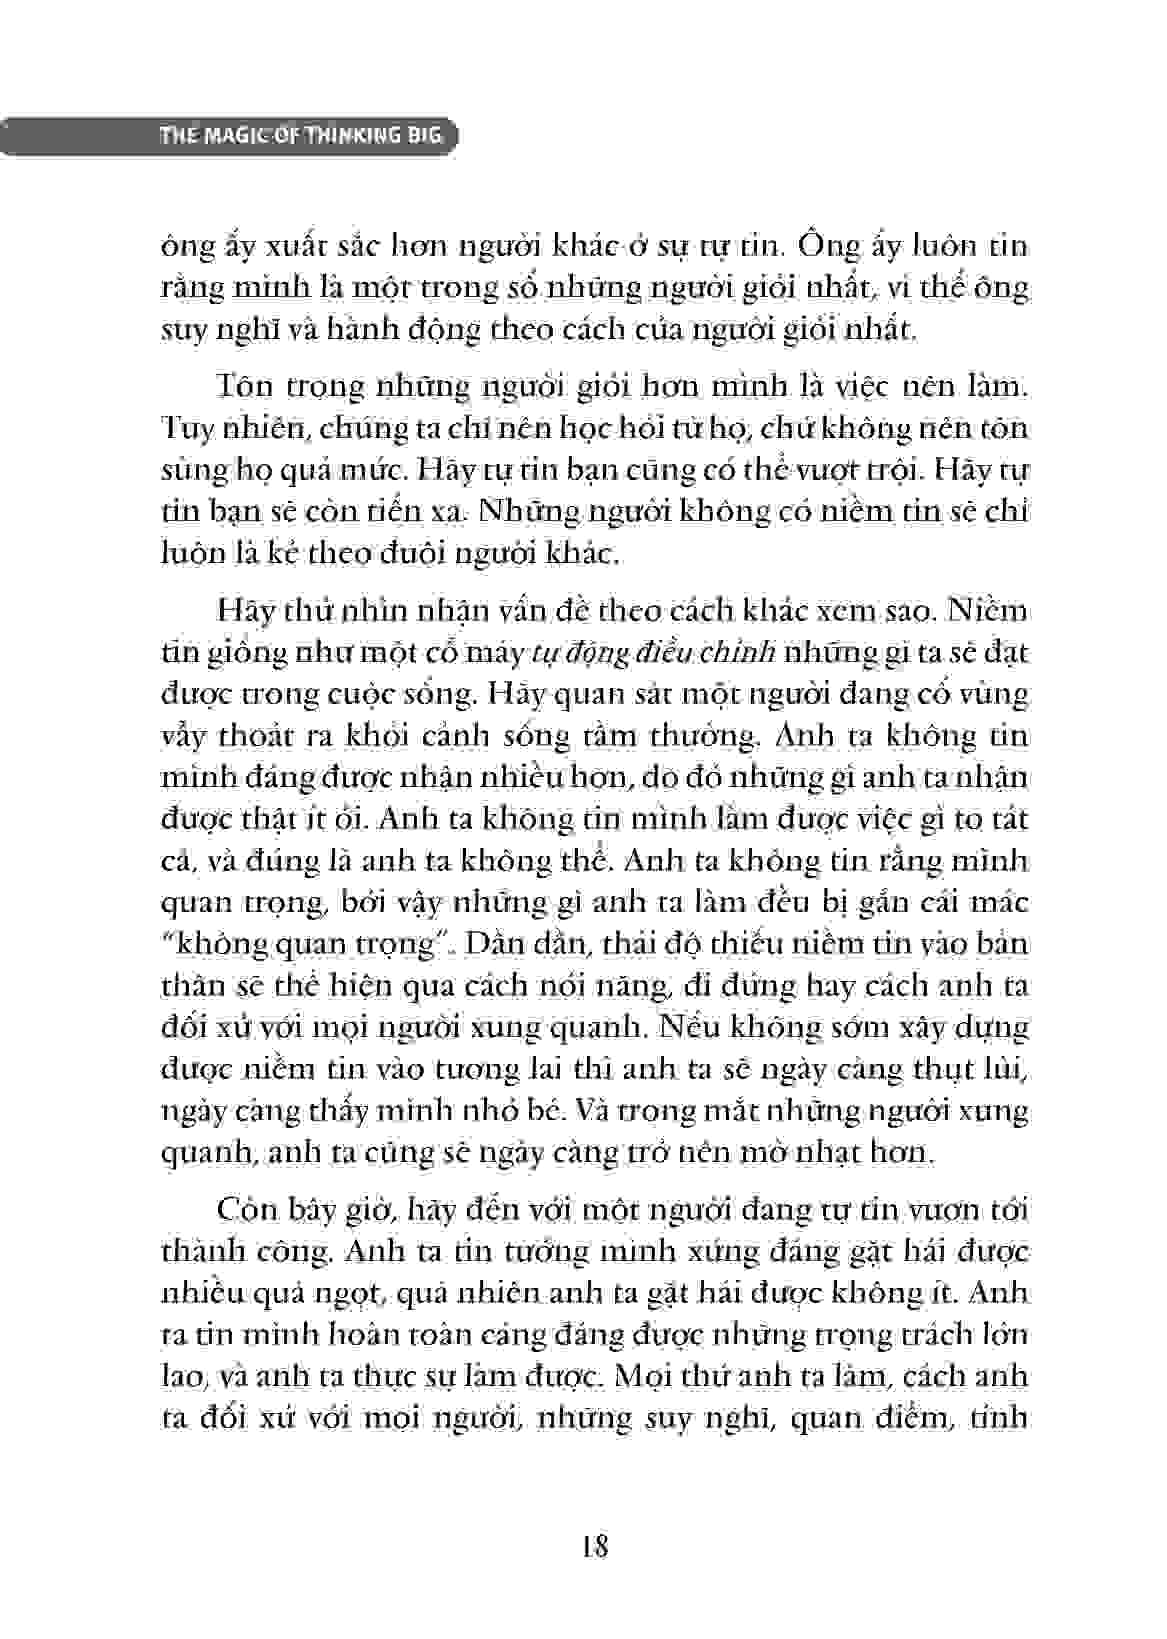 THE MAGIC OF THINKING BIG
ông ấy xuất sắc hơn người khác ở sự tự tin. Ông ấy luôn tin
rằng mình là một trong số những người giỏi nhất, vì thế ông
suy nghĩ và hành động theo cách của người giỏi nhất.
Tôn trọng những người giỏi hơn mình là việc nên làm.
Tuy nhiên, chúng ta chỉ nên học hỏi từ họ, chứ không nên tôn
sùng họ quá mức. Hãy tự tin bạn cũng có thể vượt trội. Hãy tự
tin bạn sẽ còn tiến xa. Những người không có niềm tin sẽ chỉ
luôn là kẻ theo đuôi người khác.
Hãy thử nhìn nhận vấn đề theo cách khác xem sao. Niềm
tin giống như một cỗ máy tự động điều chỉnh những gì ta sẽ đạt
được trong cuộc sống. Hãy quan sát một người đang cố vùng
vẫy thoát ra khỏi cảnh sống tầm thường. Anh ta không tin
mình đáng được nhận nhiều hơn, do đó những gì anh ta nhận
được thật ít ỏi. Anh ta không tin mình làm được việc gì to tát
cả, và đúng là anh ta không thể. Anh ta không tin rằng mình
quan trọng, bởi vậy những gì anh ta làm đều bị gắn cái mác
“không quan trọng”. Dần dần, thái độ thiếu niềm tin vào bản
thân sẽ thể hiện qua cách nói năng, đi đứng hay cách anh ta
đối xử với mọi người xung quanh. Nếu không sớm xây dựng
được niềm tin vào tương lai thì anh ta sẽ ngày càng thụt lùi,
ngày càng thấy mình nhỏ bé. Và trong mắt những người xung
quanh, anh ta cũng sẽ ngày càng trở nên mờ nhạt hơn.
Còn bây giờ, hãy đến với một người đang tự tin vươn tới
thành công. Anh ta tin tưởng mình xứng đáng gặt hái được
nhiều quả ngọt, quả nhiên anh ta gặt hái được không ít. Anh
ta tin mình hoàn toàn cáng đáng được những trọng trách lớn
lao, và anh ta thực sự làm được. Mọi thứ anh ta làm, cách anh
ta đối xử với mọi người, những suy nghĩ, quan điểm, tính
18